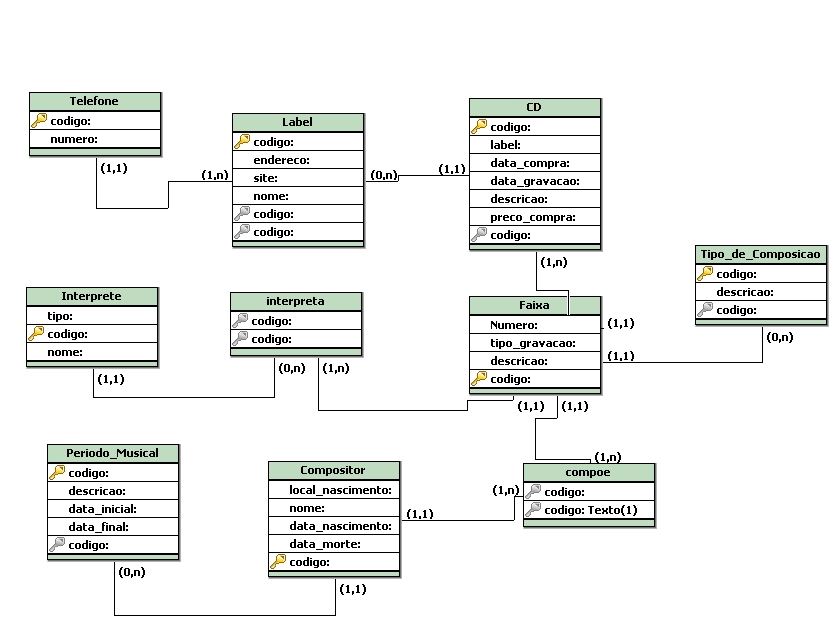 Telefone
codigo:
numero:
(1,1)
(1,n)
Label
codigo:
endereco:
site:
nome:
codigo:
codigo:
(0,n)
(1,1)
CD
codigo:
label:
data_compra:
data_gravacao:
descricao:
preco_compra:
codigo:
(1,n)
Tipo_de_Composicao
codigo:
descricao:
codigo:
(0,n)
Interprete
tipo:
codigo:
nome:
(1,1)
interpreta
codigo:
codigo:
(0,n)
(1,n)
Faixa
Numero:
tipo_gravacao:
descricao:
codigo:
(1,1)
(1,1)
(1,1)
(1,1)
Periodo_Musical
codigo:
descricao:
data_inicial:
data_final:
codigo:
(0,n)
Compositor
local_nascimento:
nome:
data_nascimento:
data_morte:
codigo:
(1,1)
(1,1)
(1,n)
(1,n)
compoe
codigo:
codigo: Texto(1)